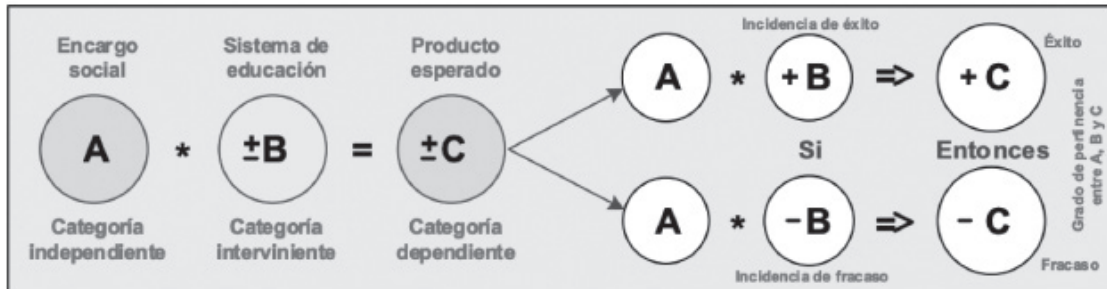 Encargo
social
A
Categoría
independiente
*
Sistema de
educación
±B
Categoría
interviniente
=
Producto
esperado
±C
Categoría
dependiente
Incidencia de éxito
A * +B => +C
Éxito
Si Entonces
A * −B => − C
Incidencia de fracaso
Fracaso
Grado de pertinencia
entre A, B y C